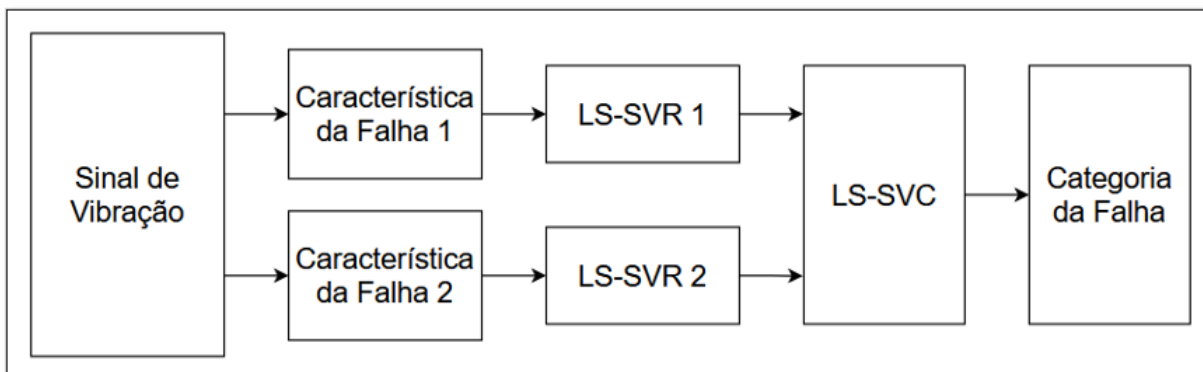 Sinal de
Vibração
Característica
da Falha 1
LS-SVR 1
Característica
da Falha 2
LS-SVR 2
LS-SVC
Categoria
da Falha